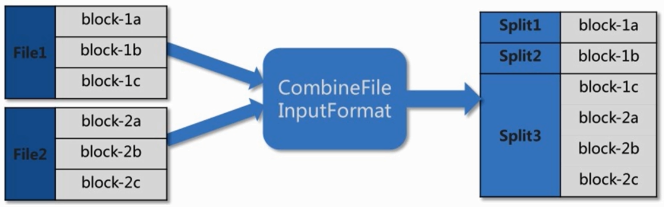 File1
block-1a
block-1b
block-1c
File2
block-2a
block-2b
block-2c
CombineFile
InputFormat
Split1
block-1a
Split2
block-1b
Split3
block-1c
block-2a
block-2b
block-2c